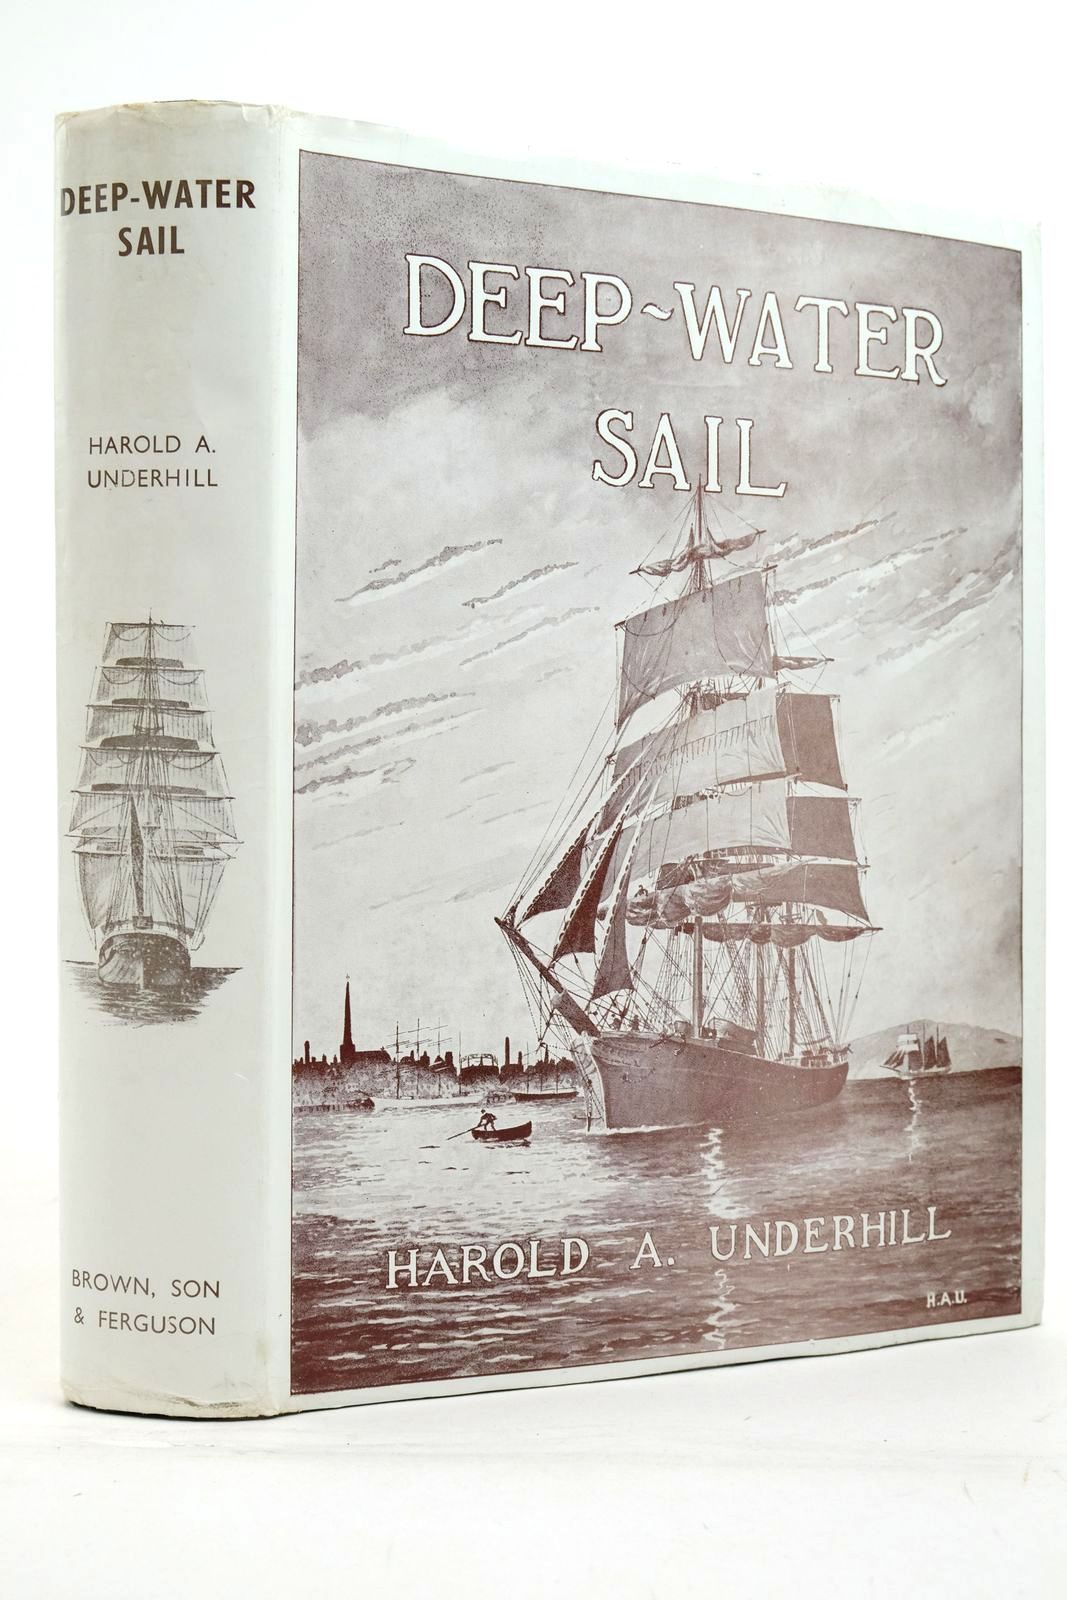 DEEP-WATER
SAIL
HAROLD A.
UNDERHILL
BROWN, SON
& FERGUSON
DEEP~WATER
SAIL
HAROLD A. UNDERHILL
H.A.U.